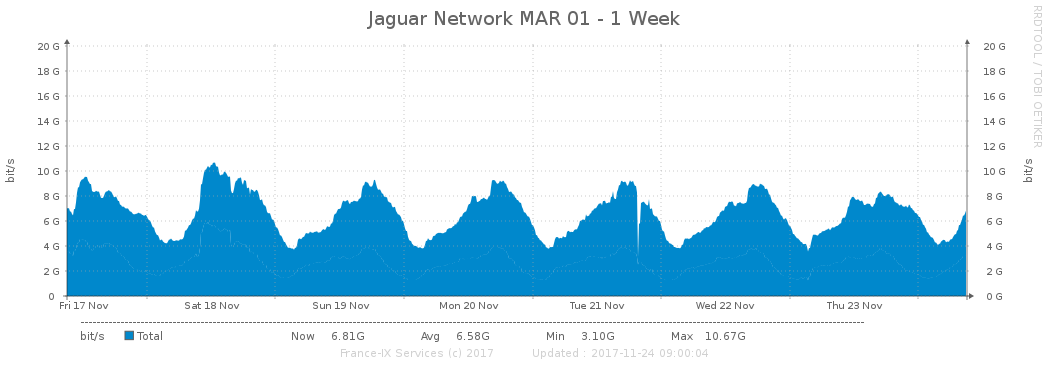 Jaguar Network MAR 01 - 1 Week
RRDTOOL / TOBI OETIKER
bit/s
bit/s
20 G 20 G
18 G 18 G
16 G 16 G
14 G 14 G
12 G 12 G
10 G 10 G
8 G 8 G
6 G 6 G
4 G 4 G
2 G 2 G
0 0 G
Fri 17 Nov Sat 18 Nov Sun 19 Nov Mon 20 Nov Tue 21 Nov Wed 22 Nov Thu 23 Nov
bit/s Total Now 6.81G Avg 6.58G Min 3.10G Max 10.67G
France-IX Services (c) 2017 Updated : 2017-11-24 09:00:04